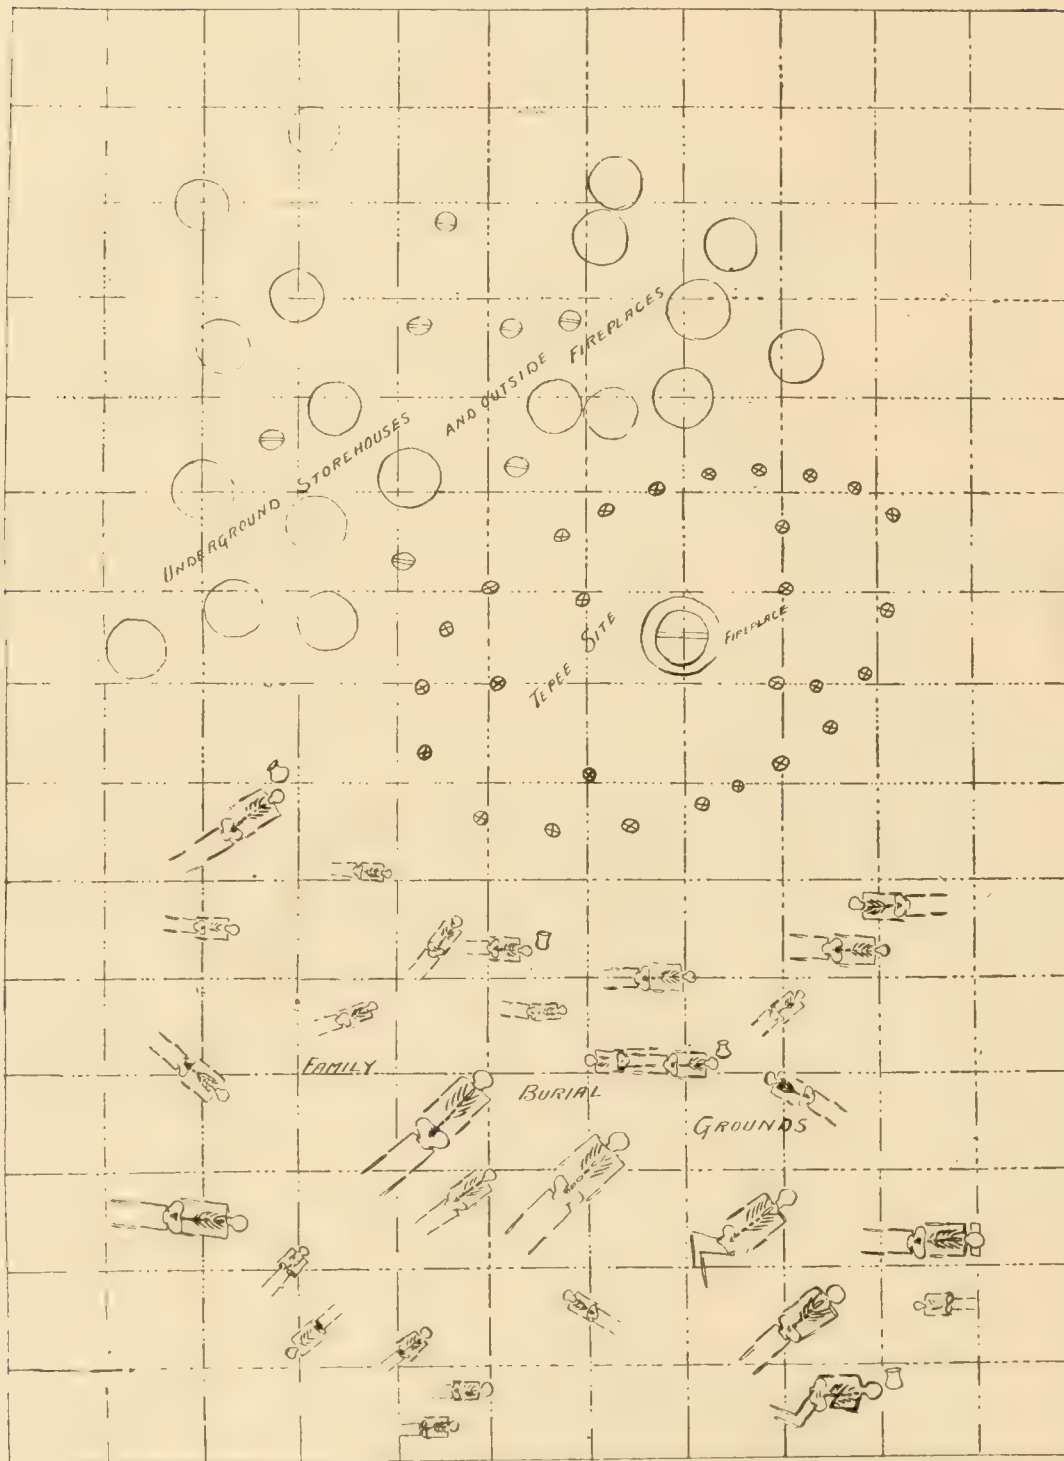 UNDERGROUND STOREHOUSES AND OUTSIDE FIREPLACES
TEPEE SITE
FIREPLACE
FAMILY BURIAL GROUNDS